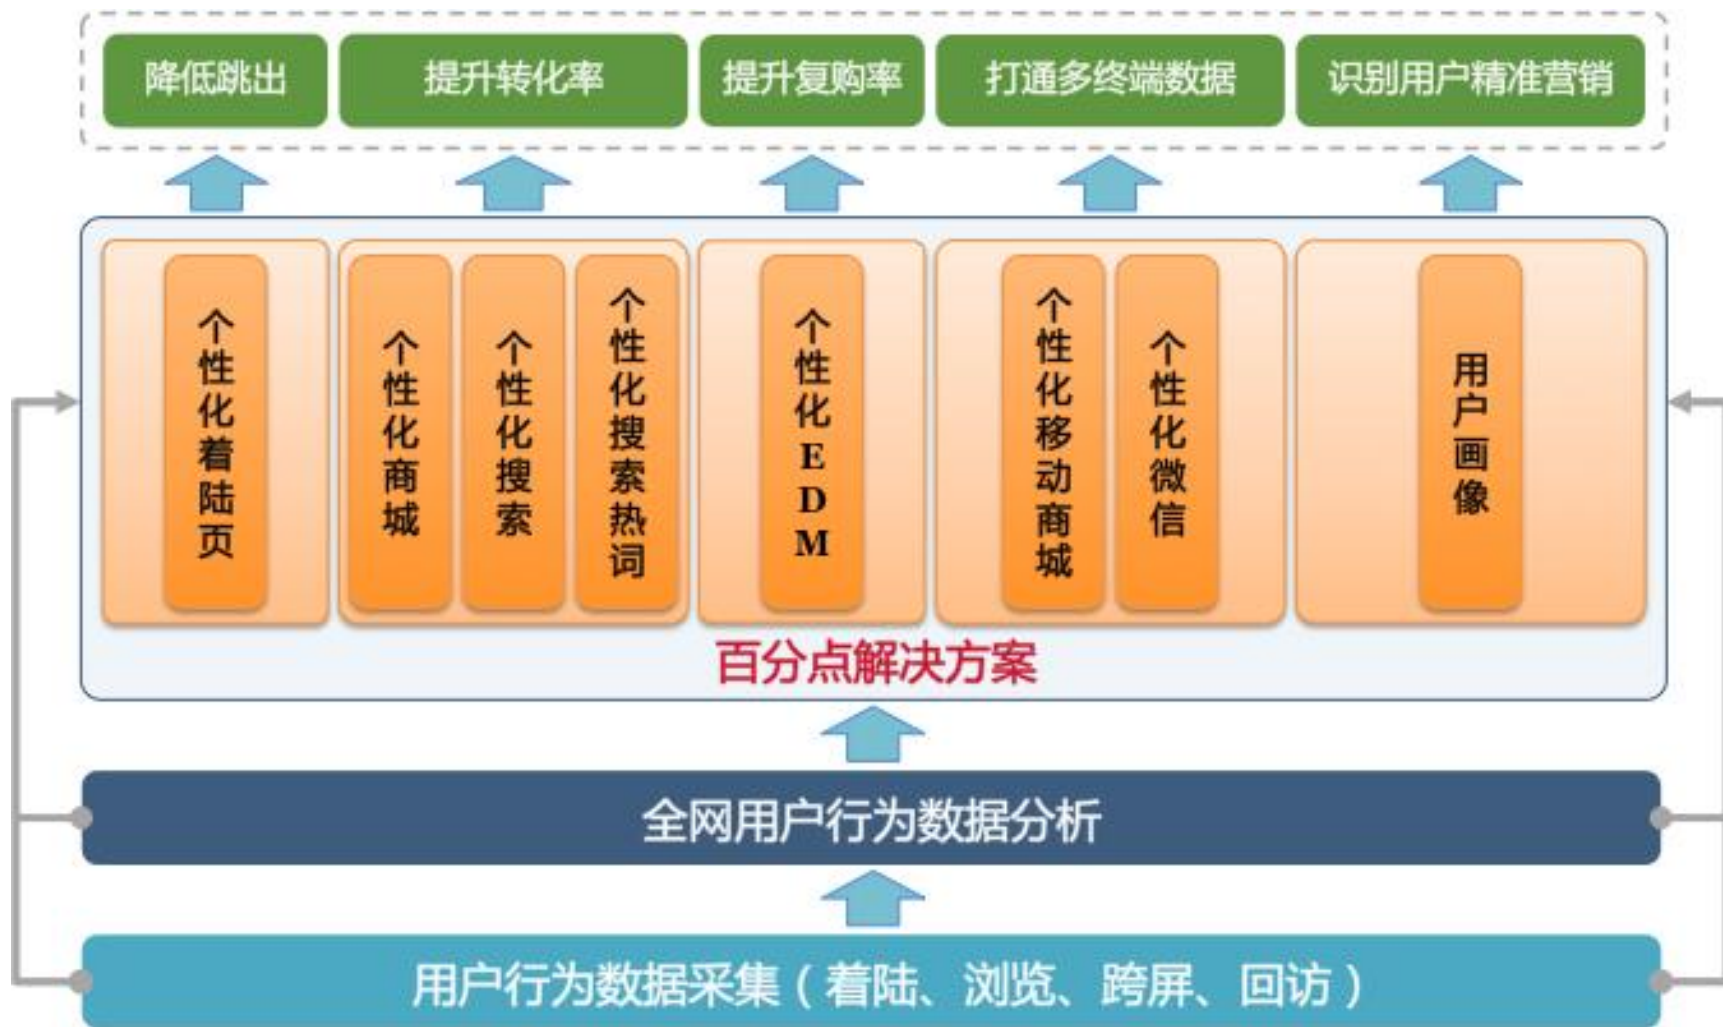 降低跳出
提升转化率
提升复购率
打通多终端数据
识别用户精准营销
个性化着陆页
个性化商城
个性化搜索
个性化搜索热词
个性化EDM
个性化移动商城
个性化微信
用户画像
百分点解决方案
全网用户行为数据分析
用户行为数据采集（着陆、浏览、跨屏、回访）